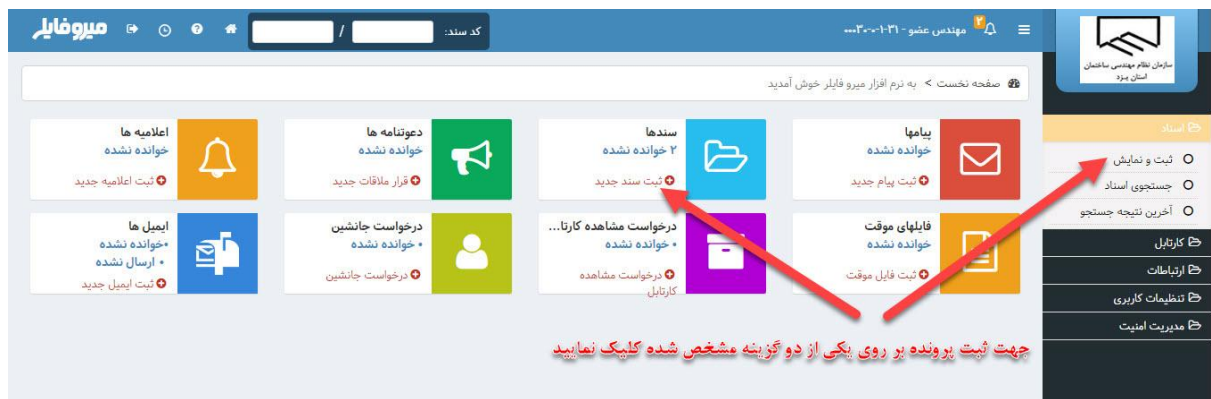 سازمان نظام مهندسی ساختمان
استان یزد
مهندس عضو -
۲
کد سند:
/
میروفایلر
صفحه نخست > به نرم افزار میرو فایلر خوش آمدید
اسناد
ثبت و نمایش
جستجوی اسناد
آخرین نتیجه جستجو
کارتابل
ارتباطات
تنظیمات کاربری
مدیریت امنیت
پیامها
خوانده نشده
ثبت پیام جدید
سندها
۲ خوانده نشده
ثبت سند جدید
دعوتنامه ها
خوانده نشده
قرار ملاقات جدید
اعلامیه ها
خوانده نشده
ثبت اعلامیه جدید
فایلهای موقت
خوانده نشده
ثبت فایل موقت
درخواست مشاهده کارتا...
• خوانده نشده
درخواست مشاهده
کارتابل
درخواست جانشین
• خوانده نشده
درخواست جانشین
ایمیل ها
•خوانده نشده
• ارسال نشده
ثبت ایمیل جدید
جهت ثبت پرونده بر روی یکی از دو گزینه مشخص شده کلیک نمایید